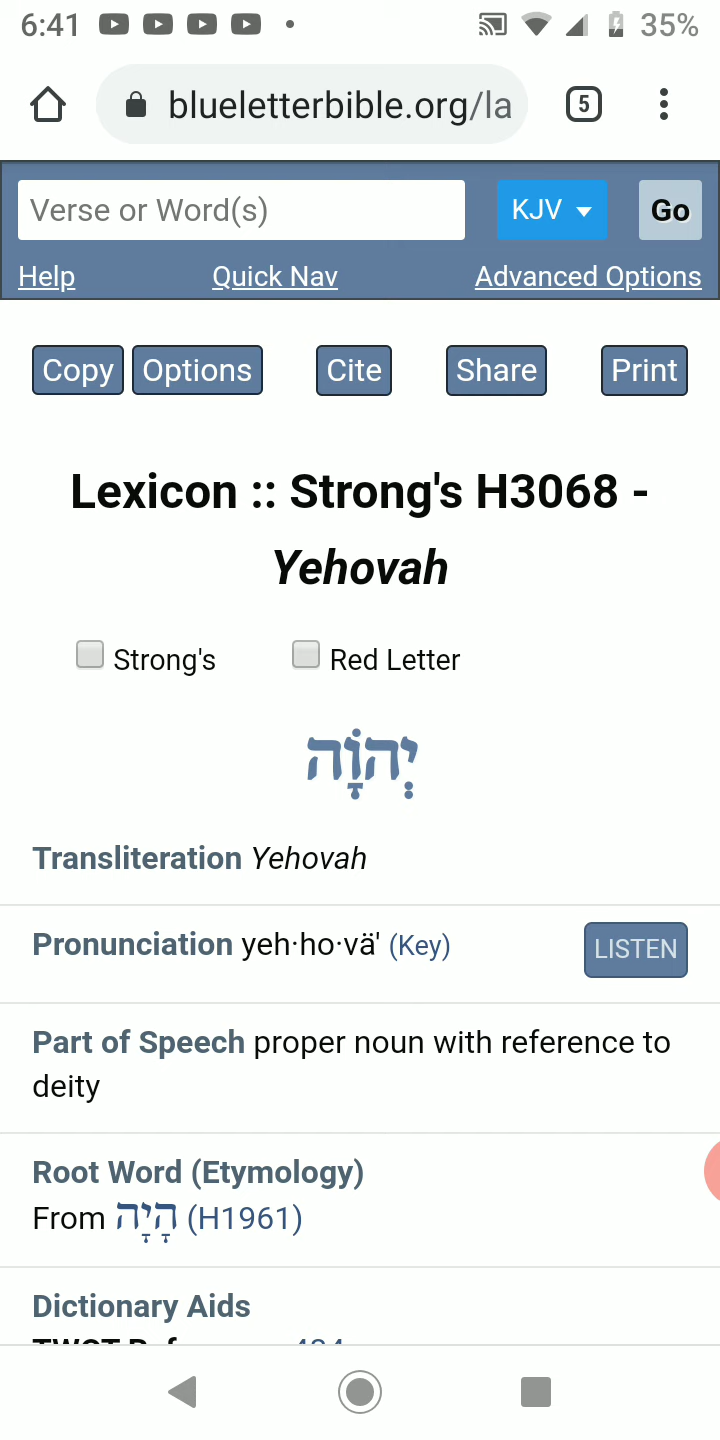 6:41 35%
blueletterbible.org/la 5
Verse or Word(s) KJV Go
Help Quick Nav Advanced Options
Copy Options Cite Share Print
Lexicon :: Strong's H3068 -
Yehovah
Strong's Red Letter
יְהֹוָה
Transliteration Yehovah
Pronunciation yeh·ho·vä' (Key) LISTEN
Part of Speech proper noun with reference to
deity
Root Word (Etymology)
From הָיָה (H1961)
Dictionary Aids